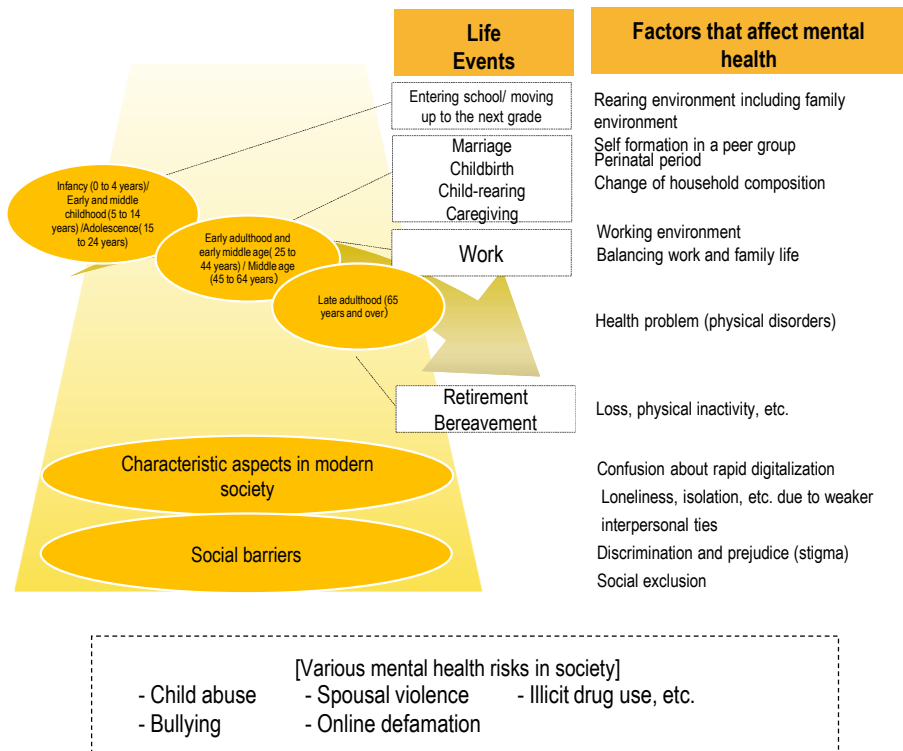 Life
Events
Factors that affect mental
health
Entering school/ moving
up to the next grade
Rearing environment including family
environment
Self formation in a peer group
Marriage
Childbirth
Child-rearing
Caregiving
Perinatal period
Change of household composition
Infancy (0 to 4 years)/
Early and middle
childhood (5 to 14
years) /Adolescence( 15
to 24 years)
Early adulthood and
early middle age( 25 to
44 years) / Middle age
(45 to 64 years)
Work
Working environment
Balancing work and family life
Late adulthood (65
years and over)
Health problem (physical disorders)
Retirement
Bereavement
Loss, physical inactivity, etc.
Characteristic aspects in modern
society
Confusion about rapid digitalization
Loneliness, isolation, etc. due to weaker
interpersonal ties
Social barriers
Discrimination and prejudice (stigma)
Social exclusion
[Various mental health risks in society]
- Child abuse - Spousal violence - Illicit drug use, etc.
- Bullying - Online defamation